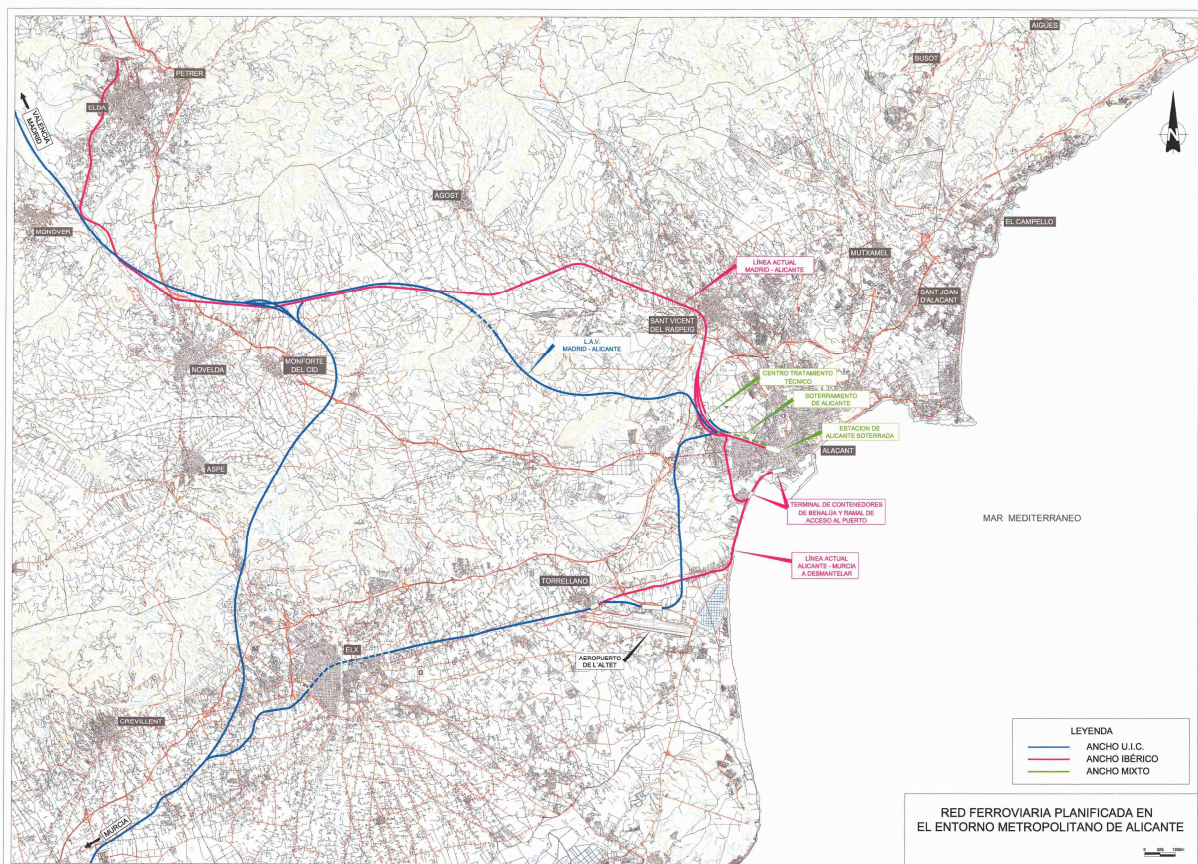 AIGÜES
BUSOT
PETRER
ELDA
VALENCIA
MADRID
N
AGOST
EL CAMPELLO
MONÒVER
MUTXAMEL
LÍNEA ACTUAL
MADRID - ALICANTE
SANT JOAN
D'ALACANT
SANT VICENT
DEL RASPEIG
L.A.V.
MADRID - ALICANTE
MONFORTE
DEL CID
NOVELDA
CENTRO TRATAMIENTO
TÉCNICO
SOTERRAMIENTO
DE ALICANTE
ESTACION DE
ALICANTE SOTERRADA
ALACANT
ASPE
TERMINAL DE CONTENEDORES
DE BENALÚA Y RAMAL DE
ACCESO AL PUERTO
MAR MEDITERRANEO
LÍNEA ACTUAL
ALICANTE - MURCIA
A DESMANTELAR
TORRELLANO
ELX
AEROPUERTO
DE L'ALTET
CREVILLENT
MURCIA
LEYENDA
ANCHO U.I.C.
ANCHO IBÉRICO
ANCHO MIXTO
RED FERROVIARIA PLANIFICADA EN
EL ENTORNO METROPOLITANO DE ALICANTE
0 625 1250m